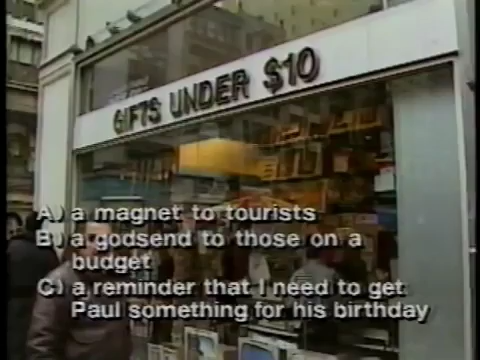 GIFTS UNDER $10
A) a magnet to tourists
B) a godsend to those on a
budget
C) a reminder that I need to get
Paul something for his birthday